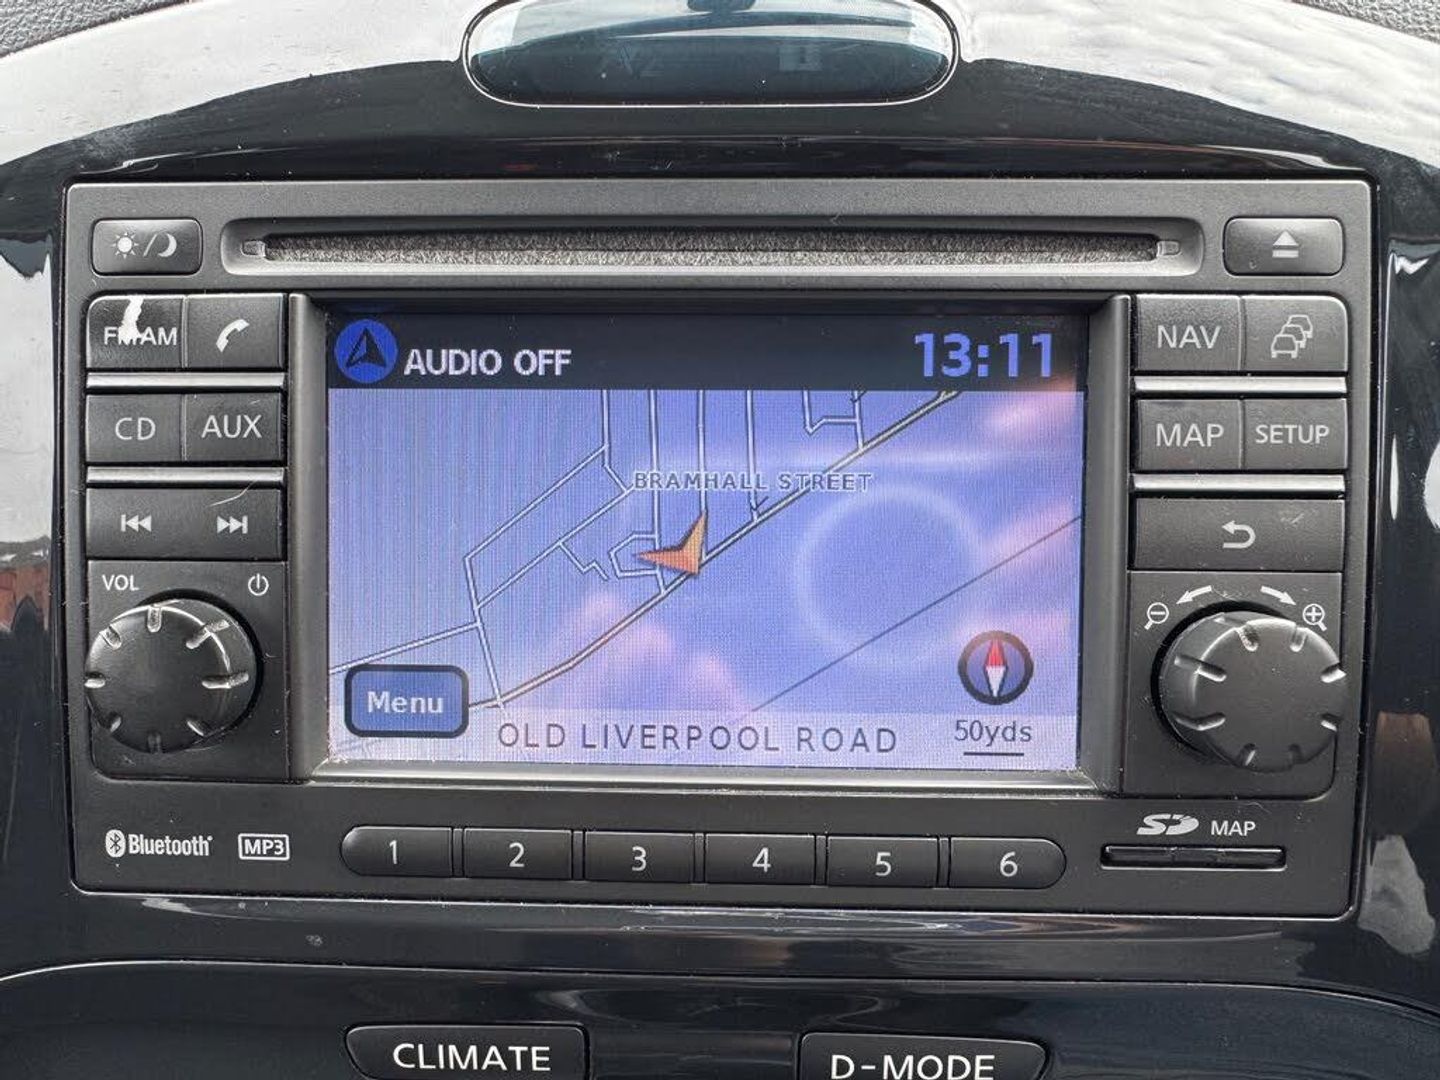 FM·AM
AUDIO OFF
13:11
NAV
CD
AUX
BRAMHALL STREET
MAP
SETUP
VOL
Menu
OLD LIVERPOOL ROAD
50yds
Bluetooth
MP3
1
2
3
4
5
6
SD
MAP
CLIMATE
D-MODE